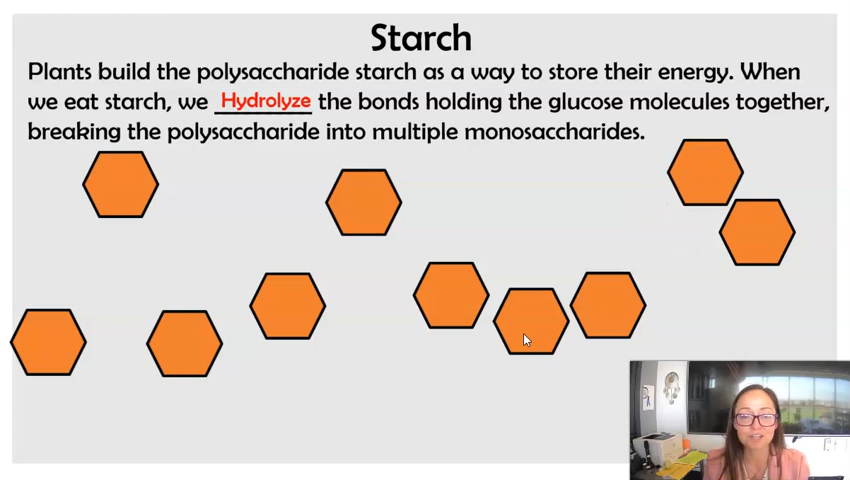 Starch
Plants build the polysaccharide starch as a way to store their energy. When
we eat starch, we Hydrolyze the bonds holding the glucose molecules together,
breaking the polysaccharide into multiple monosaccharides.